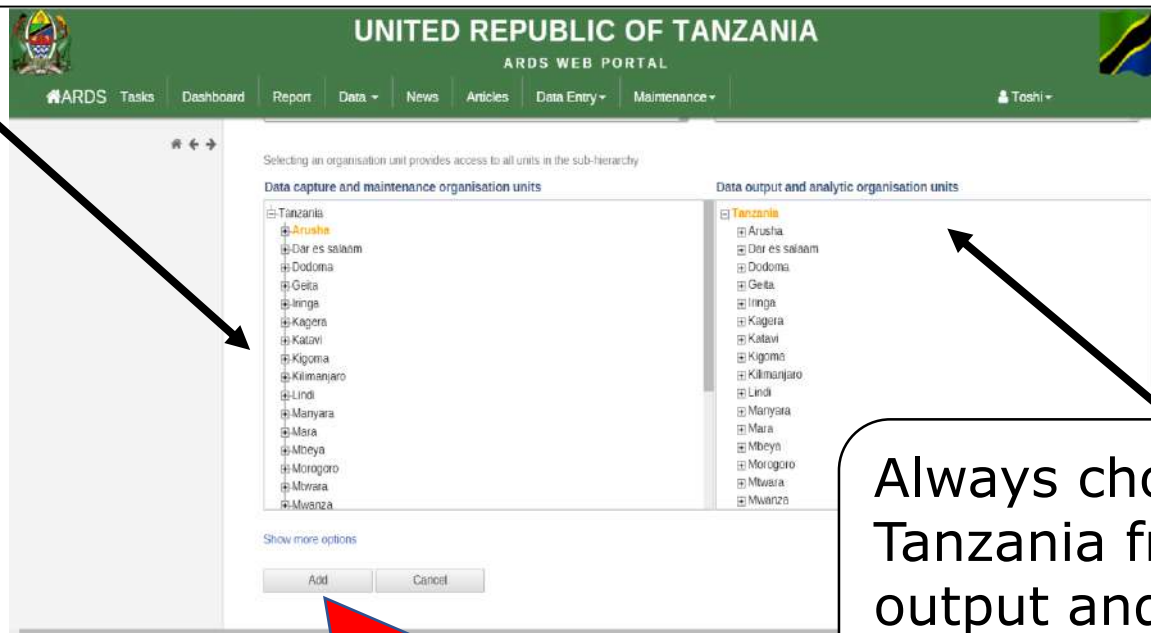 UNITED REPUBLIC OF TANZANIA
ARDS WEB PORTAL
ARDS Tasks Dashboard Report Data News Articles Data Entry Maintenance Toshi
Selecting an organisation unit provides access to all units in the sub-hierarchy
Data capture and maintenance organisation units
Tanzania
Arusha
Dar es salaam
Dodoma
Geita
Iringa
Kagera
Katavi
Kigoma
Kilimanjaro
Lindi
Manyara
Mara
Mbeya
Morogoro
Mtwara
Mwanza
Data output and analytic organisation units
Tanzania
Arusha
Dar es salaam
Dodoma
Geita
Iringa
Kagera
Katavi
Kigoma
Kilimanjaro
Lindi
Manyara
Mara
Mbeya
Morogoro
Mtwara
Mwanza
Show more options
Add Cancel
Always
Tanzania
output